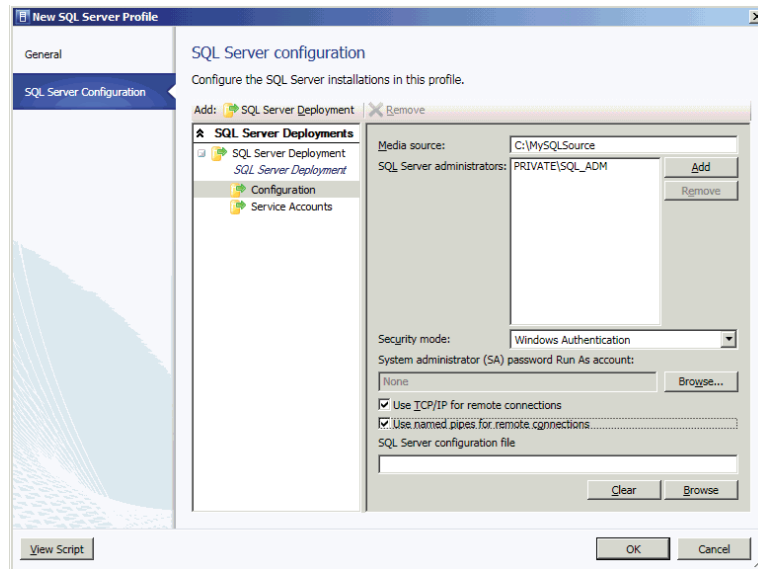 New SQL Server Profile
General
SQL Server Configuration
SQL Server configuration
Configure the SQL Server installations in this profile.
Add: SQL Server Deployment Remove
SQL Server Deployments
SQL Server Deployment
SQL Server Deployment
Configuration
Service Accounts
Media source: C:\MySQLSource
SQL Server administrators: PRIVATE\SQL_ADM
Add
Remove
Security mode: Windows Authentication
System administrator (SA) password Run As account:
None Browse...
Use TCP/IP for remote connections
Use named pipes for remote connections
SQL Server configuration file
Clear Browse
View Script OK Cancel